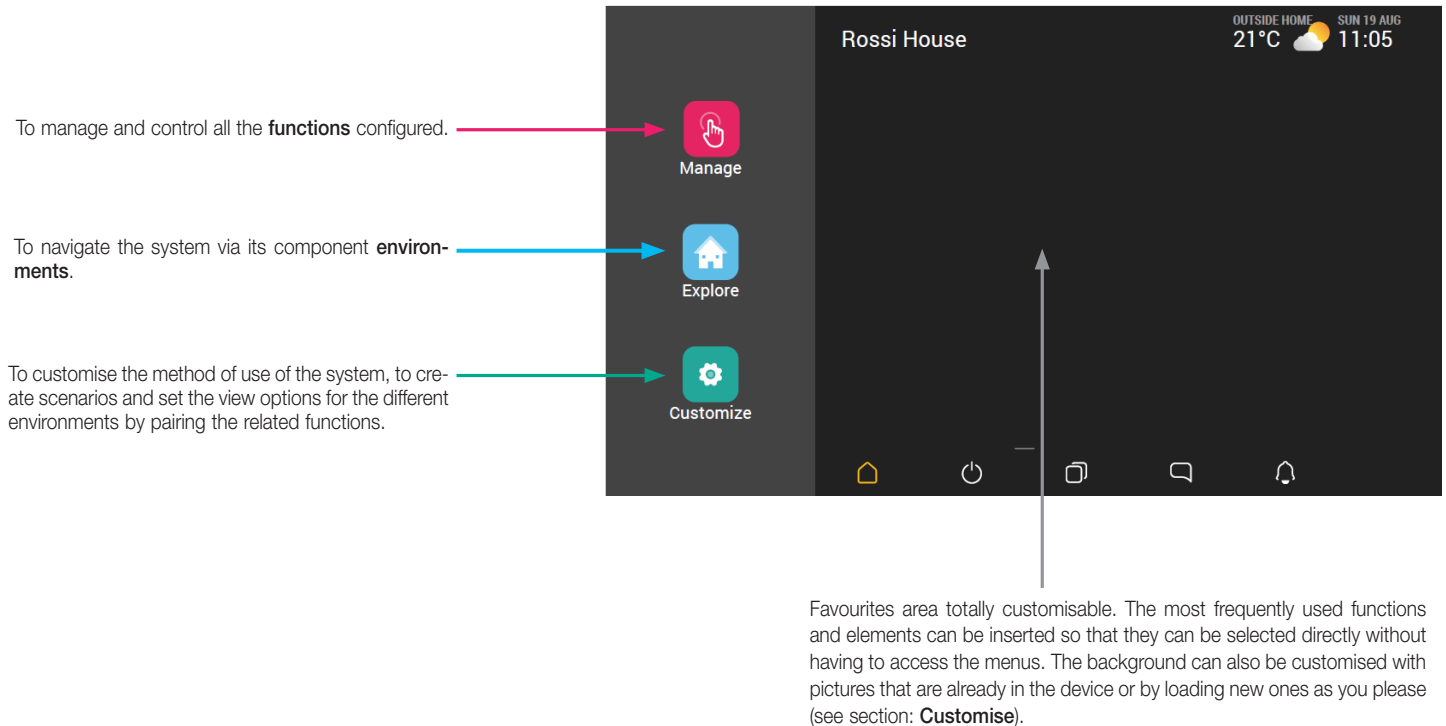 Rossi House
OUTSIDE HOME
SUN 19 AUG
21°C
11:05
To manage and control all the functions configured.
Manage
To navigate the system via its component environ-
ments.
Explore
To customise the method of use of the system, to cre-
ate scenarios and set the view options for the different
environments by pairing the related functions.
Customize
Favourites area totally customisable. The most frequently used functions
and elements can be inserted so that they can be selected directly without
having to access the menus. The background can also be customised with
pictures that are already in the device or by loading new ones as you please
(see section: Customise).